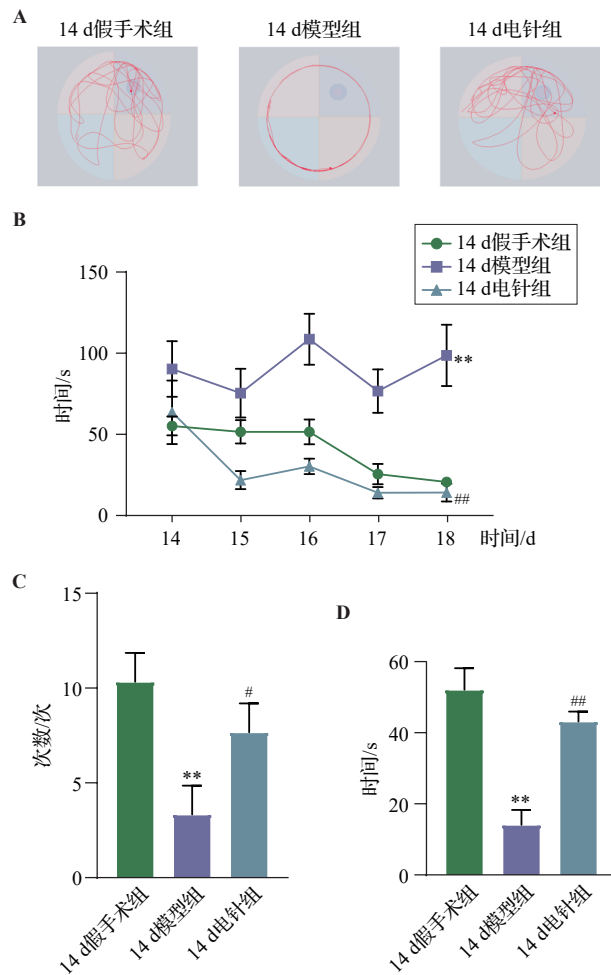 A
14 d假手术组 14 d模型组 14 d电针组
B
14 d假手术组
14 d模型组
14 d电针组
150
100
50
0
时间/s
**
##
14 15 16 17 18 时间/d
C
15
10
5
0
次数/次
**
#
14 d假手术组 14 d模型组 14 d电针组
D
60
40
20
0
时间/s
**
##
14 d假手术组 14 d模型组 14 d电针组